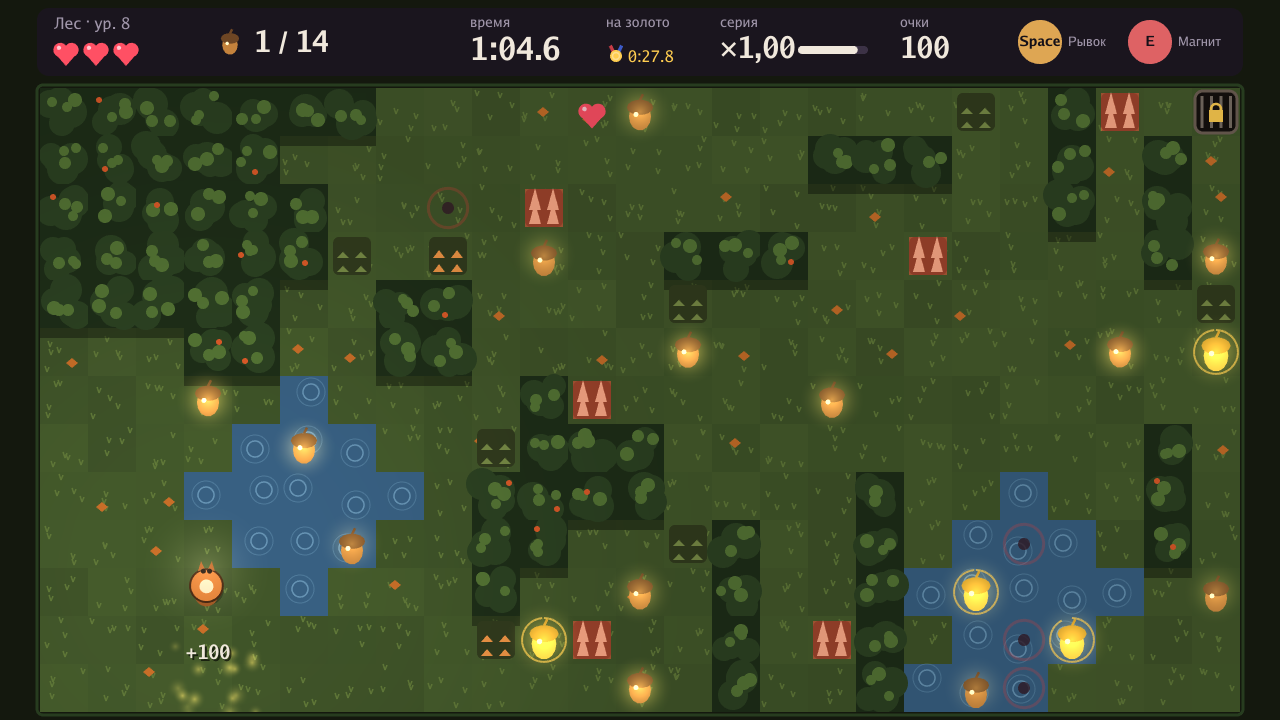 Лес · ур. 8
1 / 14
время
1:04.6
на золото
0:27.8
серия
×1,00
очки
100
Space Рывок
E Магнит
+100